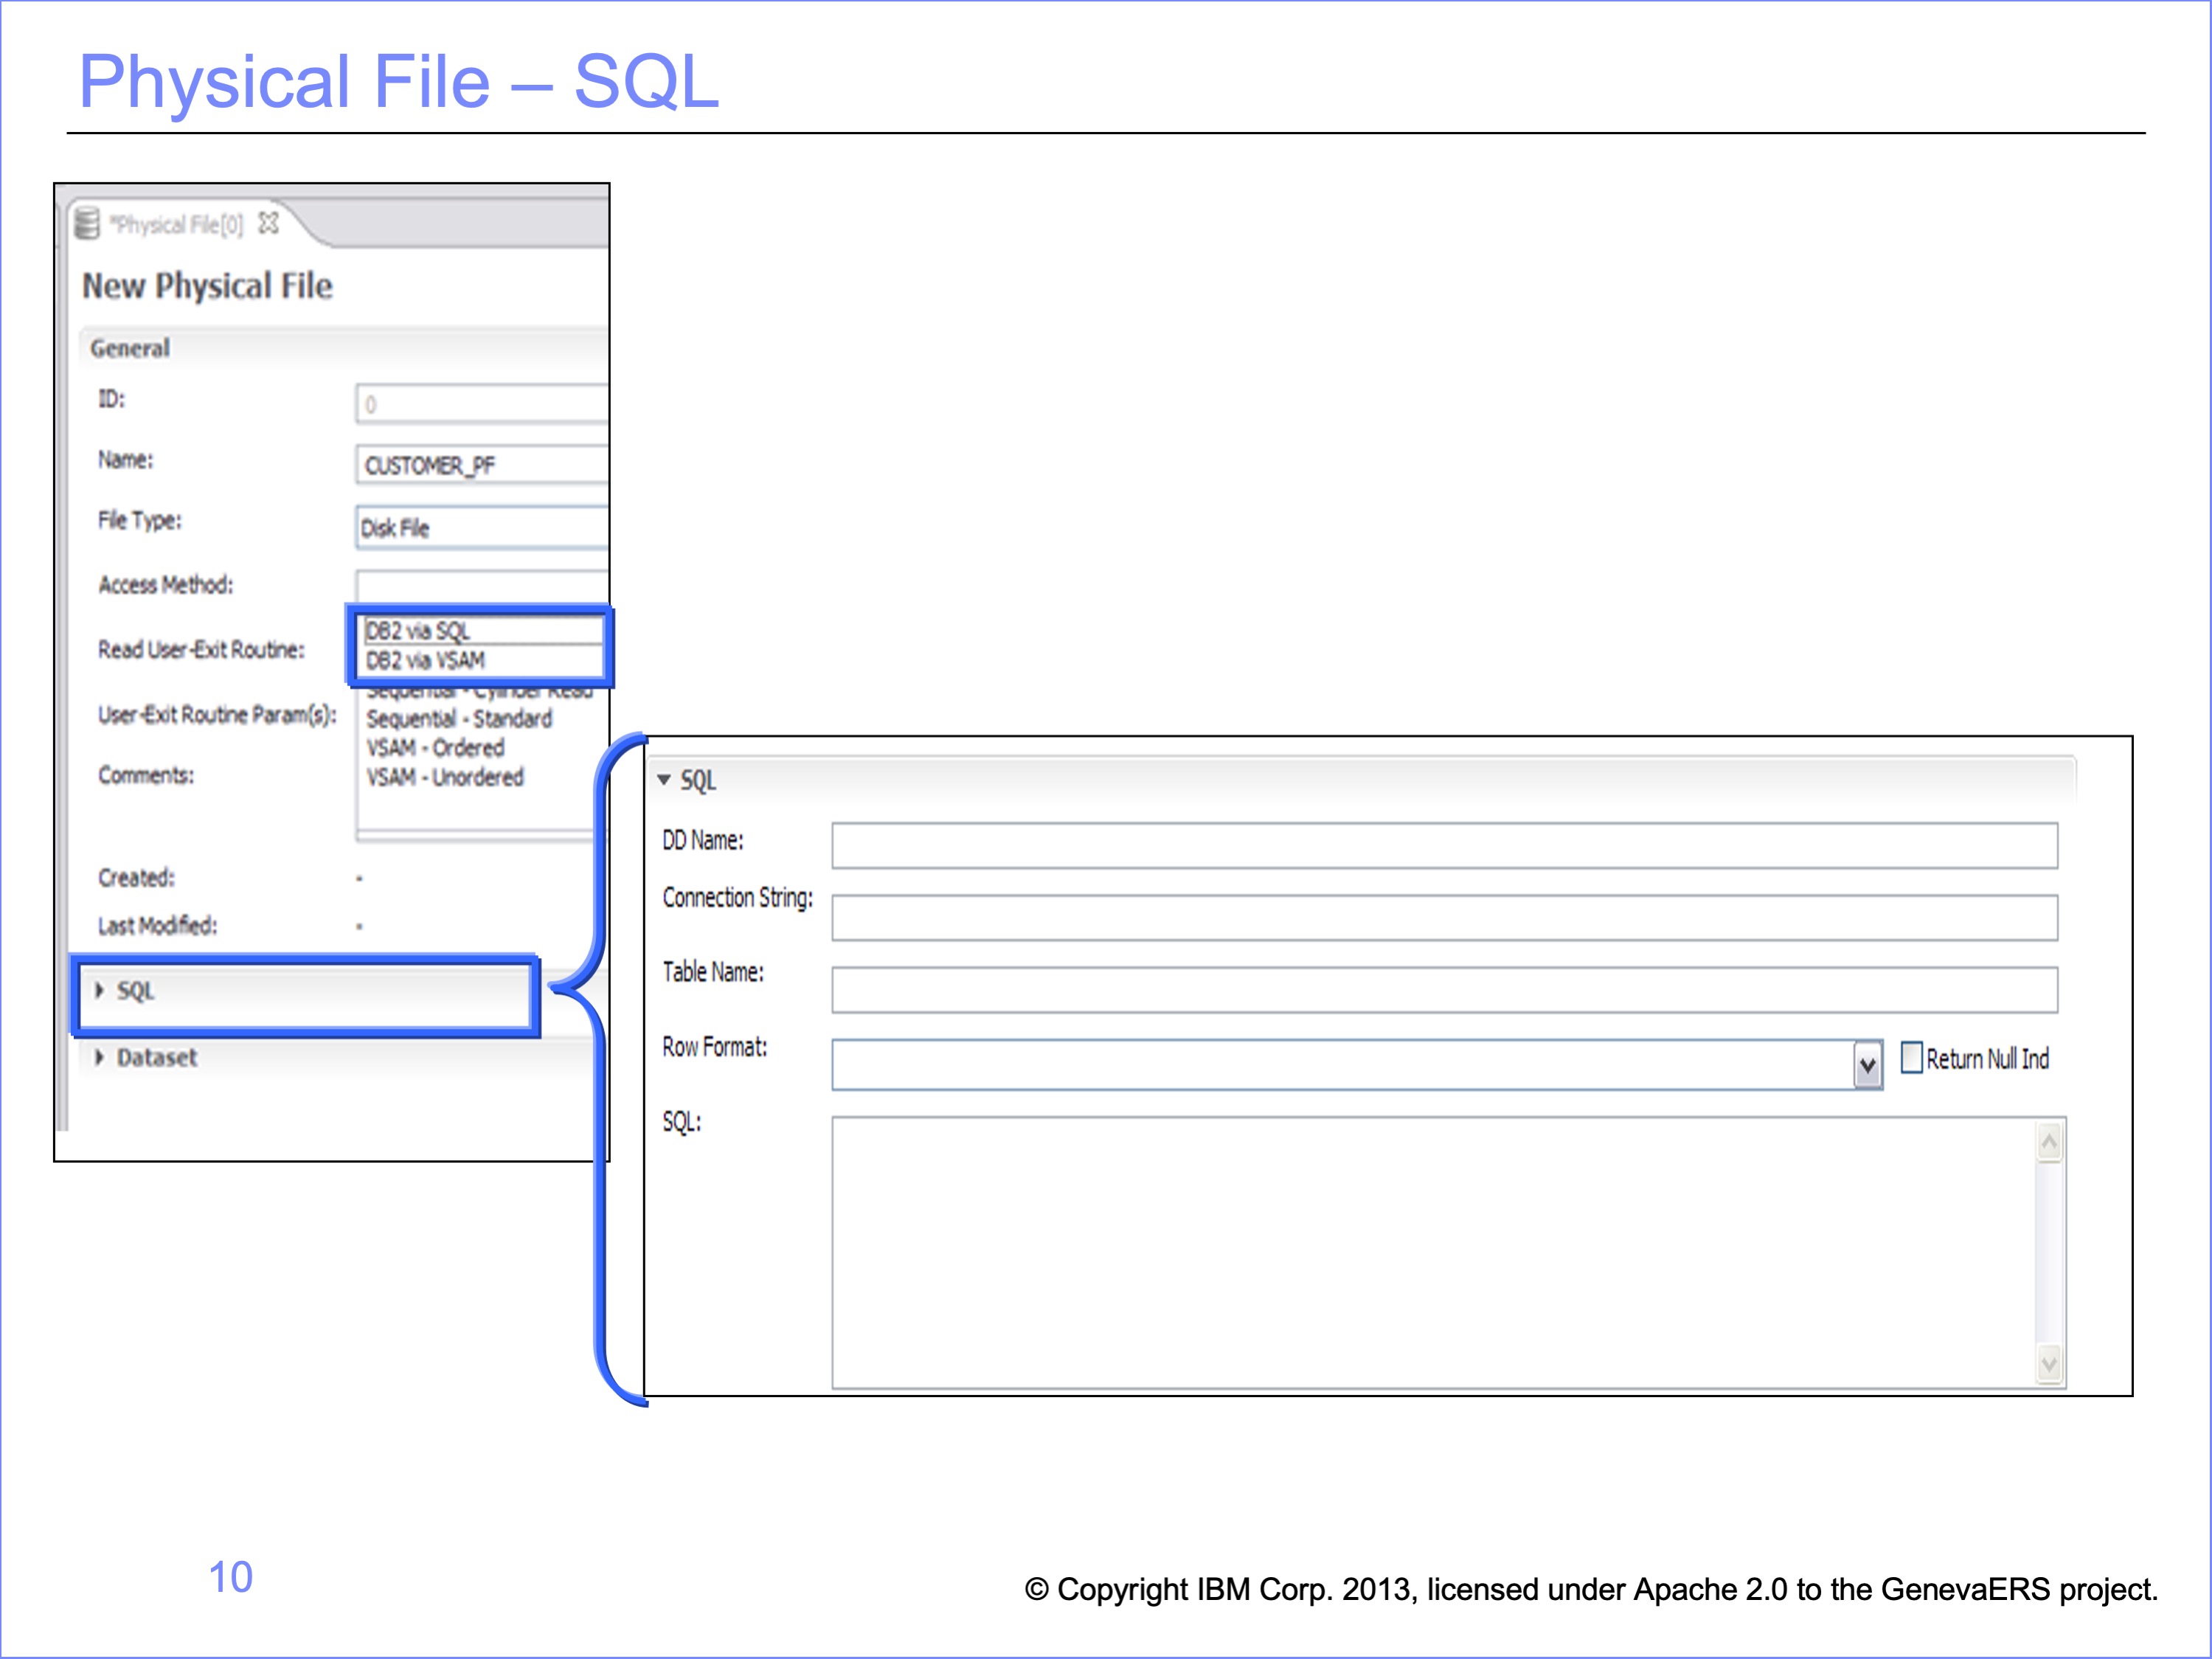 Physical File – SQL
*Physical File[0]
New Physical File
General
ID:
0
Name:
CUSTOMER_PF
File Type:
Disk File
Access Method:
DB2 via SQL
Read User-Exit Routine:
DB2 via VSAM
Sequential - Cylinder Read
User-Exit Routine Param(s):
Sequential - Standard
VSAM - Ordered
Comments:
VSAM - Unordered
Created:
-
Last Modified:
-
SQL
Dataset
SQL
DD Name:
Connection String:
Table Name:
Row Format:
Return Null Ind
SQL:
10
© Copyright IBM Corp. 2013, licensed under Apache 2.0 to the GenevaERS project.